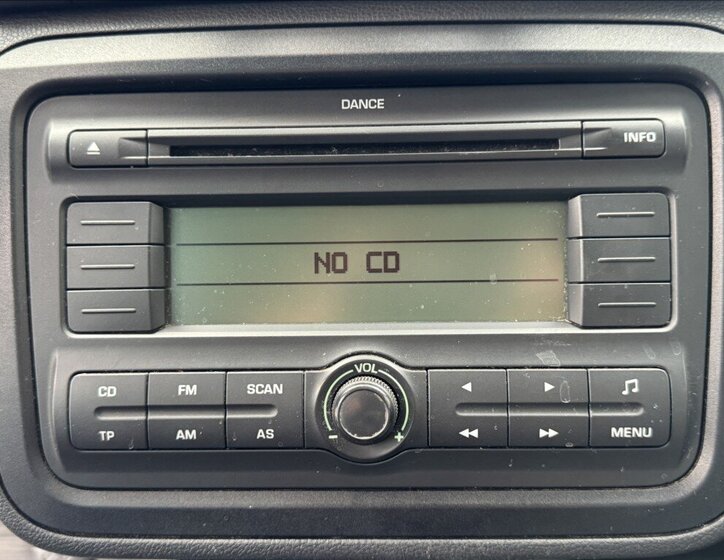 DANCE
INFO
NO CD
CD FM SCAN VOL
TP AM AS - + MENU